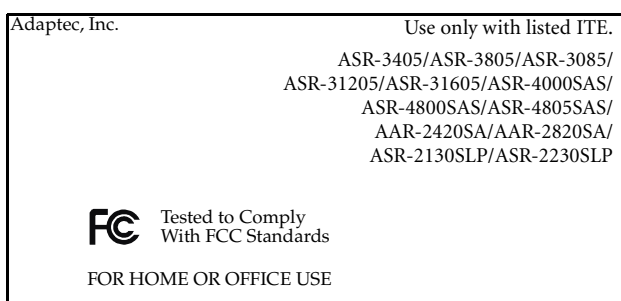 Adaptec, Inc.
Use only with listed ITE.
ASR-3405/ASR-3805/ASR-3085/
ASR-31205/ASR-31605/ASR-4000SAS/
ASR-4800SAS/ASR-4805SAS/
AAR-2420SA/AAR-2820SA/
ASR-2130SLP/ASR-2230SLP
FC Tested to Comply
With FCC Standards
FOR HOME OR OFFICE USE